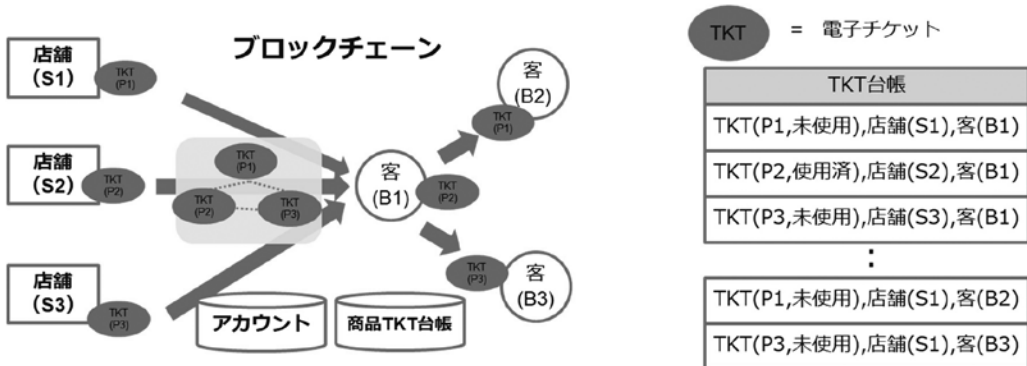 ブロックチェーン
店舗
(S1)
TKT
(P1)
店舗
(S2)
TKT
(P2)
店舗
(S3)
TKT
(P3)
TKT
(P1)
TKT
(P2)
TKT
(P3)
客
(B1)
TKT
(P2)
客
(B2)
TKT
(P1)
客
(B3)
TKT
(P3)
アカウント
商品TKT台帳
TKT = 電子チケット
TKT台帳
TKT(P1,未使用),店舗(S1),客(B1)
TKT(P2,使用済),店舗(S2),客(B1)
TKT(P3,未使用),店舗(S3),客(B1)
:
TKT(P1,未使用),店舗(S1),客(B2)
TKT(P3,未使用),店舗(S1),客(B3)